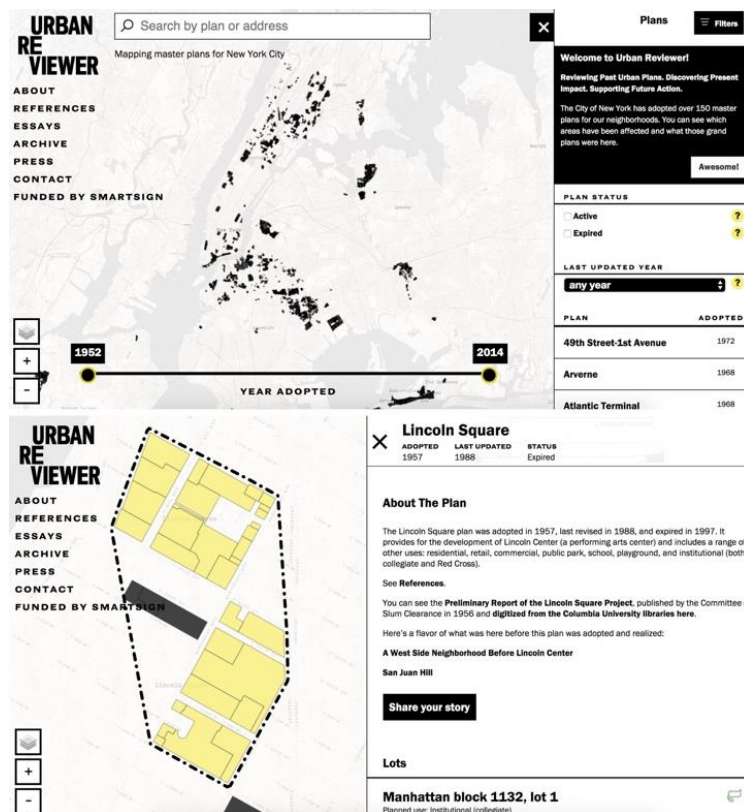 URBAN
RE
VIEWER
Search by plan or address
Mapping master plans for New York City
ABOUT
REFERENCES
ESSAYS
ARCHIVE
PRESS
CONTACT
FUNDED BY SMARTSIGN
+
-
1952
2014
YEAR ADOPTED
Plans
Filters
Welcome to Urban Reviewer!
Reviewing Past Urban Plans. Discovering Present
Impact. Supporting Future Action.
The City of New York has adopted over 150 master
plans for our neighborhoods. You can see which
areas have been affected and what those grand
plans were here.
Awesome!
PLAN STATUS
Active
?
Expired
?
LAST UPDATED YEAR
any year
?
PLAN ADOPTED
49th Street-1st Avenue 1972
Arverne 1968
Atlantic Terminal 1968
URBAN
RE
VIEWER
ABOUT
REFERENCES
ESSAYS
ARCHIVE
PRESS
CONTACT
FUNDED BY SMARTSIGN
+
-
Lincoln Square
ADOPTED LAST UPDATED STATUS
1957 1988 Expired
About The Plan
The Lincoln Square plan was adopted in 1957, last revised in 1988, and expired in 1997. It
provides for the development of Lincoln Center (a performing arts center) and includes a range of
other uses: residential, retail, commercial, public park, school, playground, and institutional (both
collegiate and Red Cross).
See References.
You can see the Preliminary Report of the Lincoln Square Project, published by the Committee
Slum Clearance in 1956 and digitized from the Columbia University libraries here.
Here's a flavor of what was here before this plan was adopted and realized:
A West Side Neighborhood Before Lincoln Center
San Juan Hill
Share your story
Lots
Manhattan block 1132, lot 1
Planned use: Institutional (collegiate)